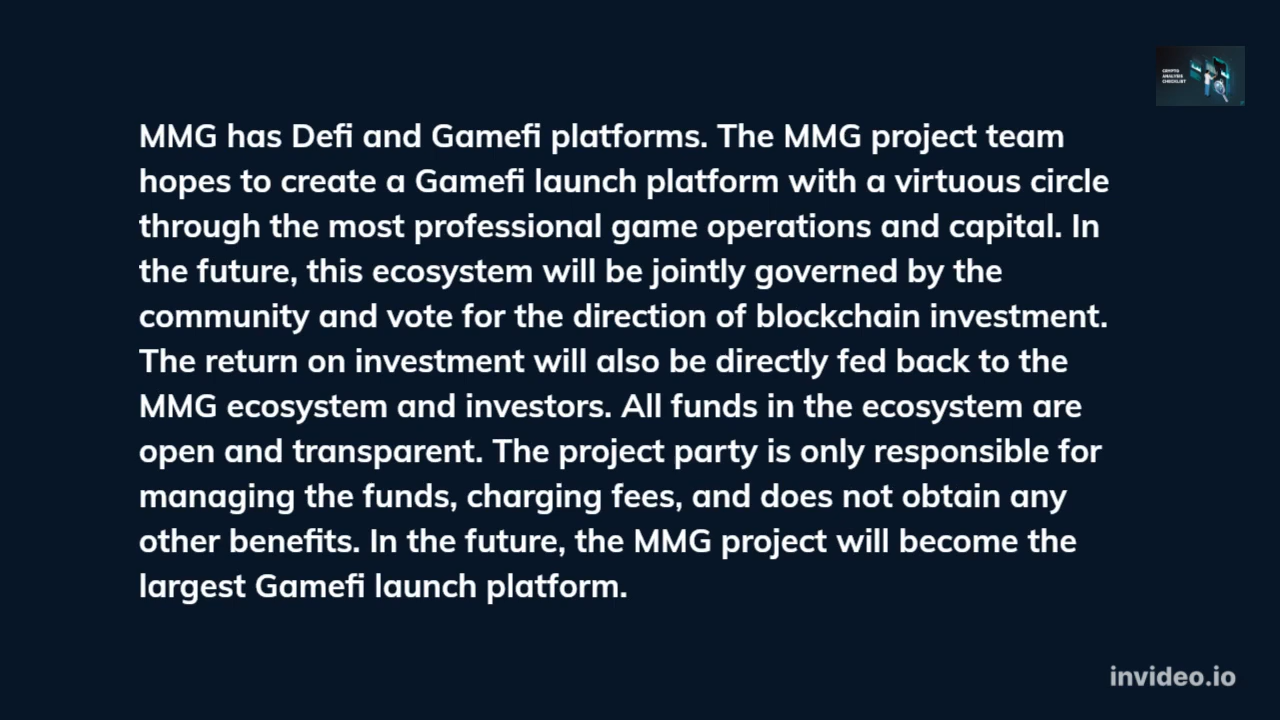 CRYPTO
ANALYSIS
CHECKLIST
MMG has Defi and Gamefi platforms. The MMG project team
hopes to create a Gamefi launch platform with a virtuous circle
through the most professional game operations and capital. In
the future, this ecosystem will be jointly governed by the
community and vote for the direction of blockchain investment.
The return on investment will also be directly fed back to the
MMG ecosystem and investors. All funds in the ecosystem are
open and transparent. The project party is only responsible for
managing the funds, charging fees, and does not obtain any
other benefits. In the future, the MMG project will become the
largest Gamefi launch platform.
invideo.io